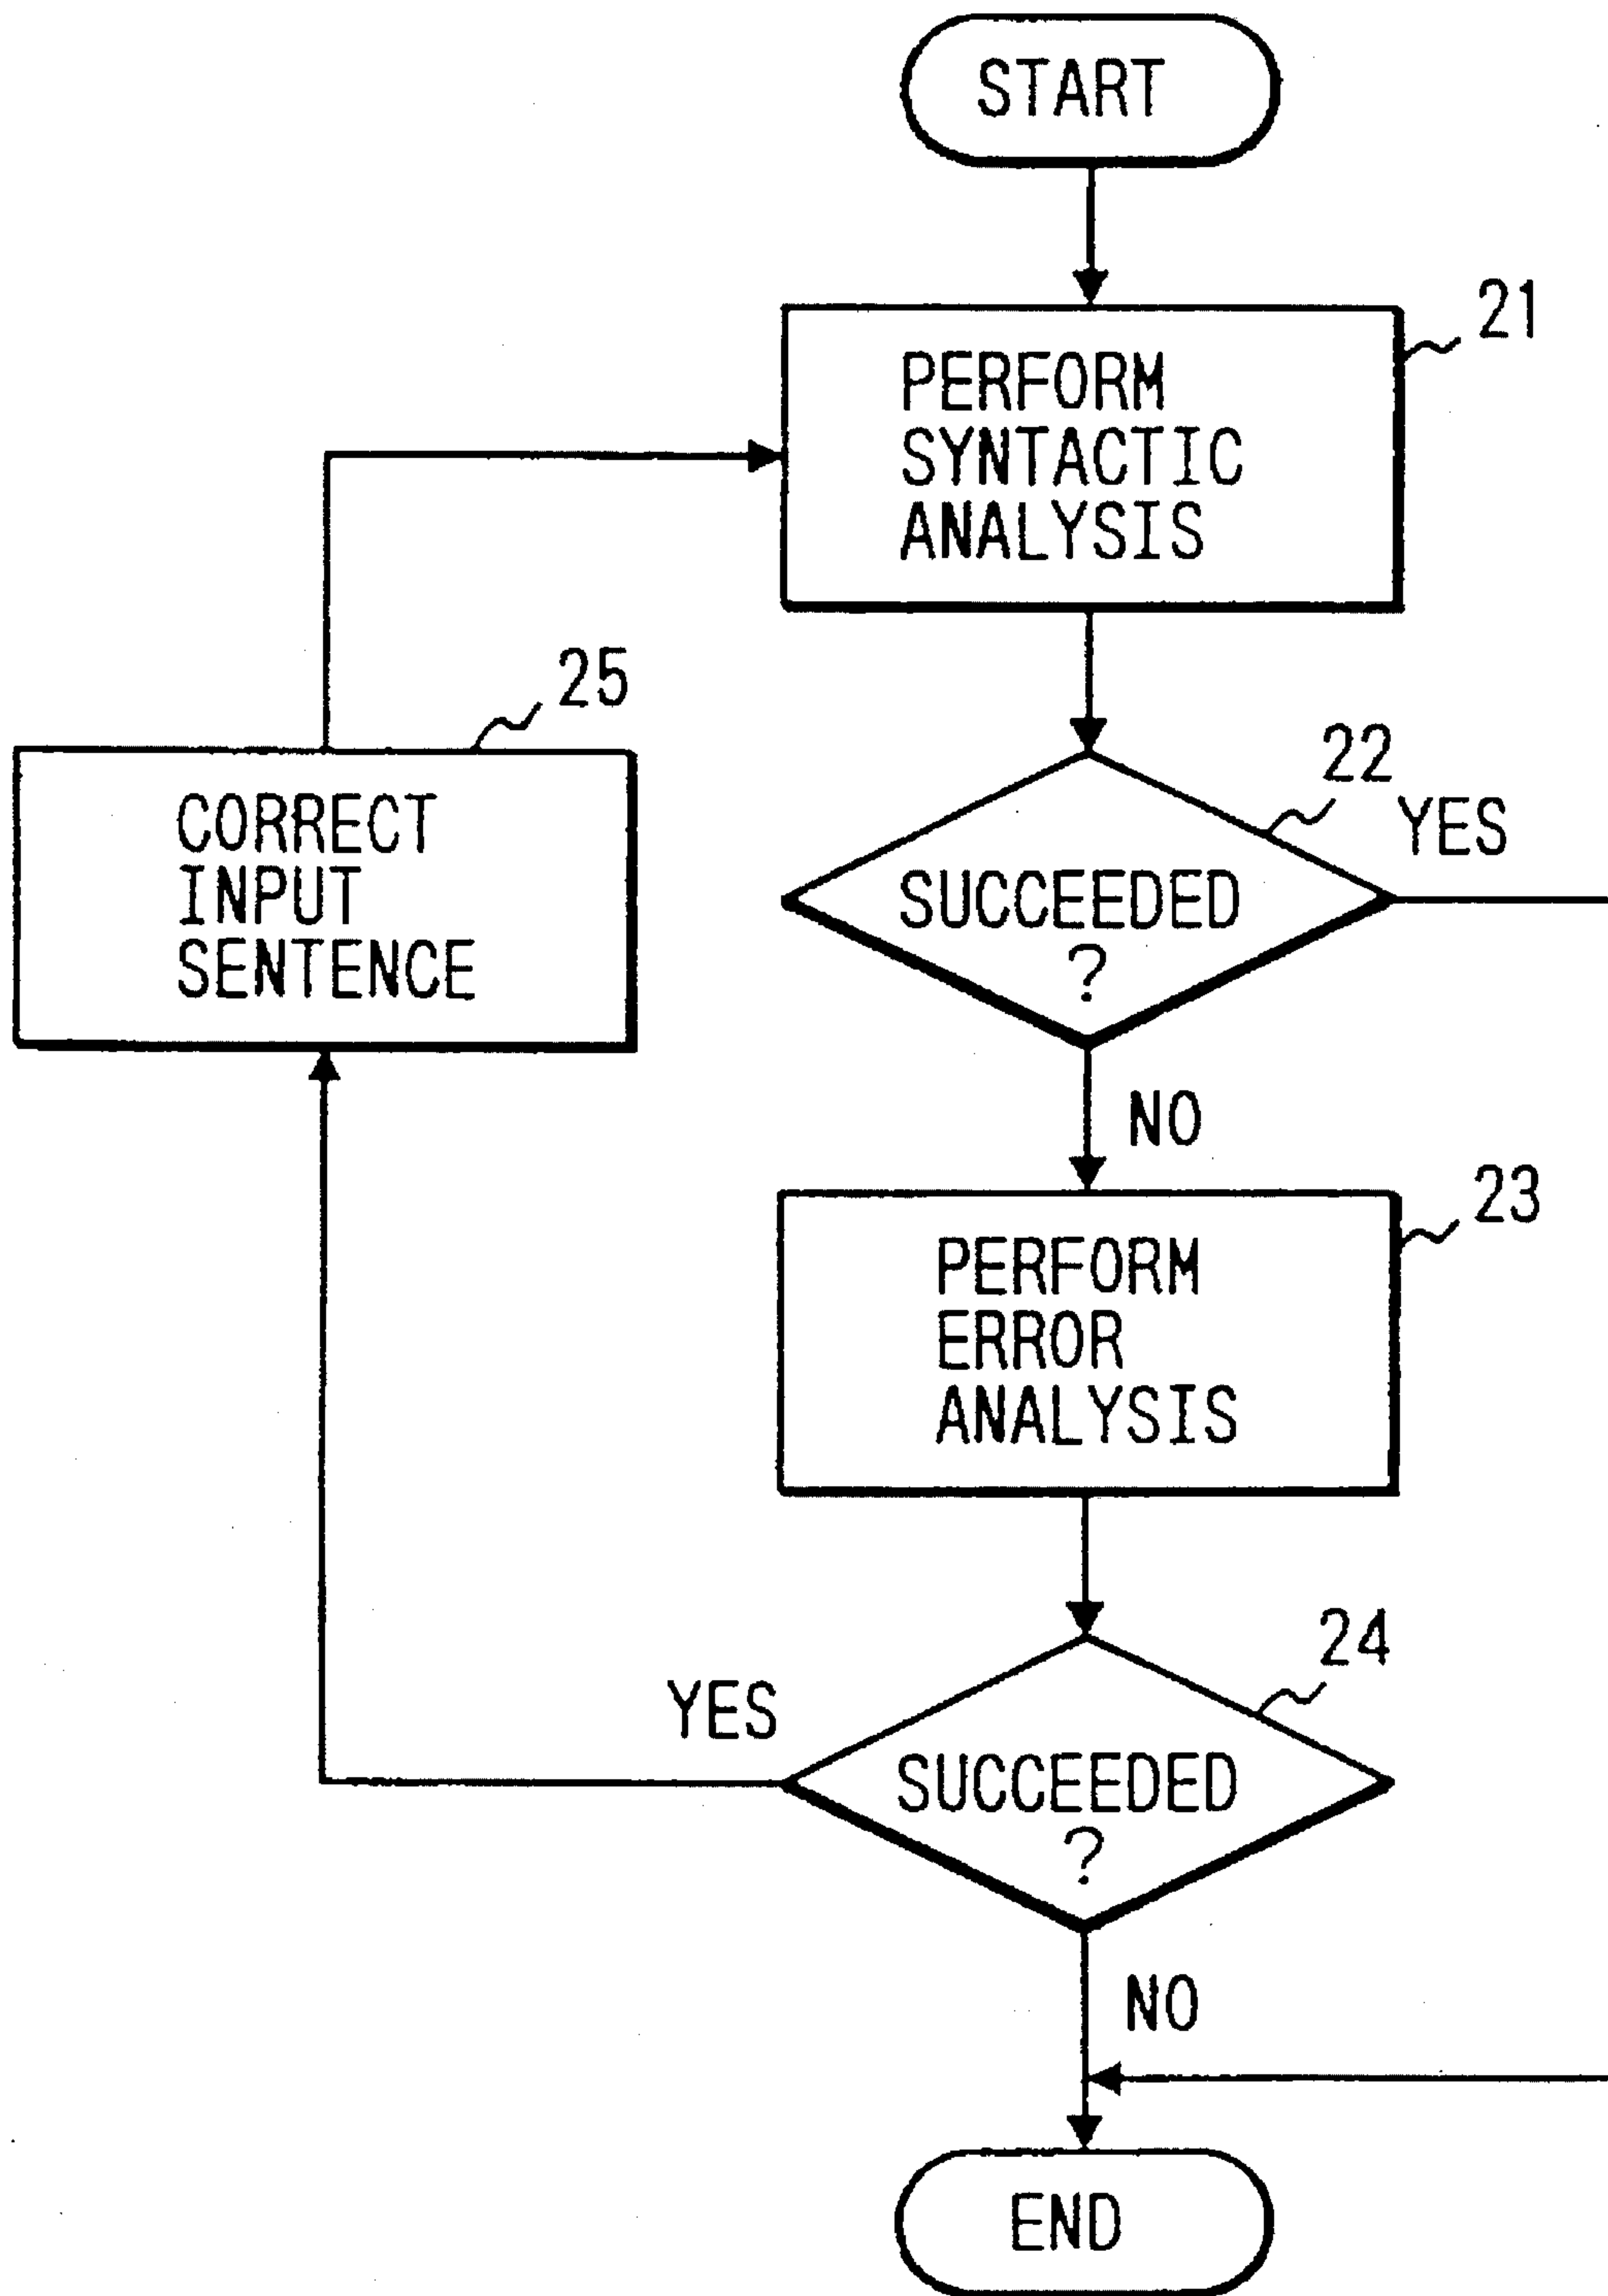 START
21
PERFORM
SYNTACTIC
ANALYSIS
25
CORRECT
INPUT
SENTENCE
22
YES
SUCCEEDED
?
NO
23
PERFORM
ERROR
ANALYSIS
24
YES
SUCCEEDED
?
NO
END